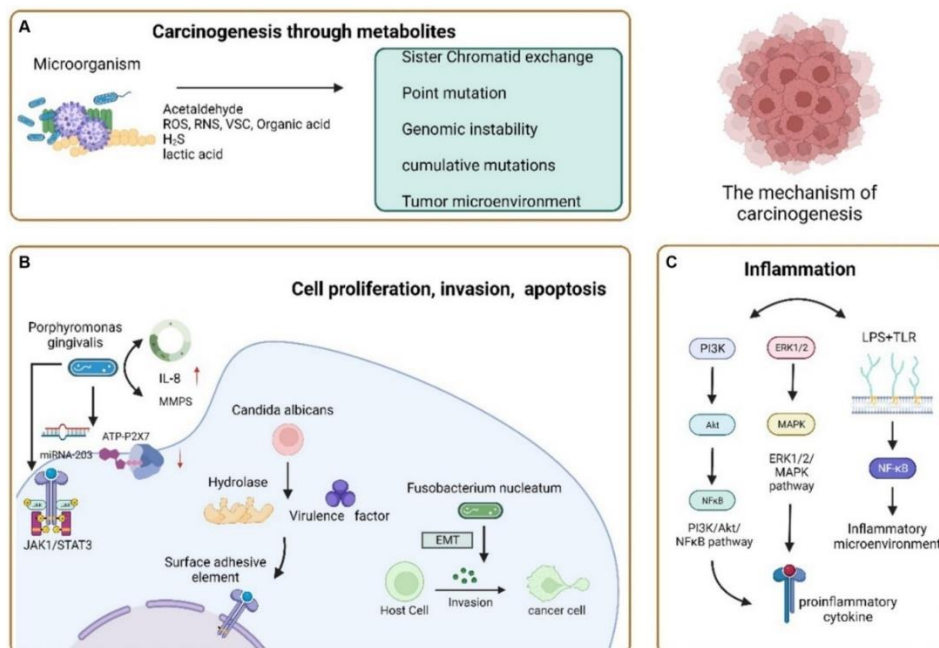 A
Carcinogenesis through metabolites
Microorganism
Acetaldehyde
ROS, RNS, VSC, Organic acid
H₂S
lactic acid
Sister Chromatid exchange
Point mutation
Genomic instability
cumulative mutations
Tumor microenvironment
The mechanism of
carcinogenesis
B
Cell proliferation, invasion, apoptosis
Porphyromonas
gingivalis
IL-8
MMPS
miRNA-203
ATP-P2X7
JAK1/STAT3
Candida albicans
Hydrolase
Virulence factor
Surface adhesive
element
Fusobacterium nucleatum
EMT
Host Cell
Invasion
cancer cell
C
Inflammation
PI3K
Akt
NFκB
PI3K/Akt/
NFκB pathway
ERK1/2
MAPK
ERK1/2/
MAPK
pathway
LPS+TLR
NF-κB
Inflammatory
microenvironment
proinflammatory
cytokine